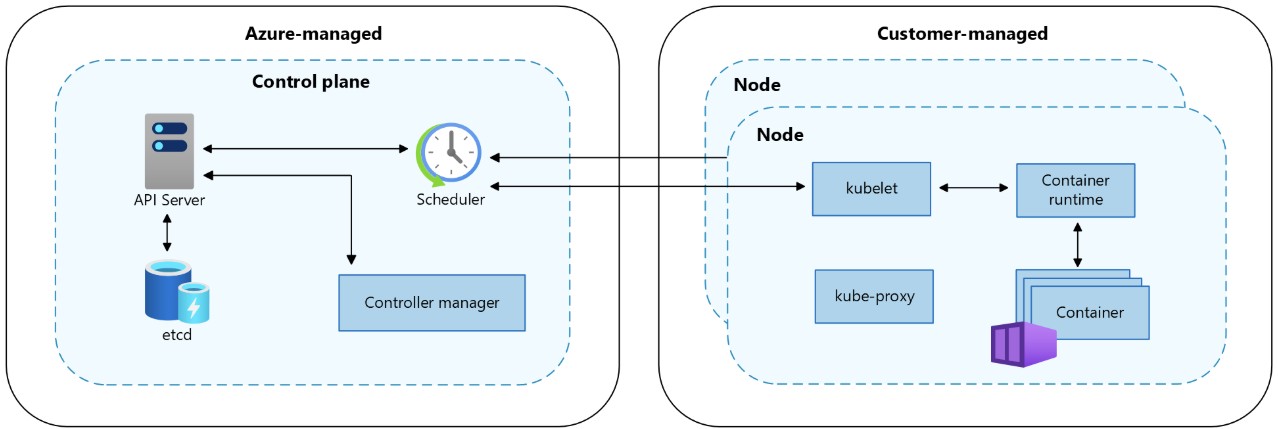 Azure-managed
Control plane
API Server
Scheduler
etcd
Controller manager
Customer-managed
Node
Node
kubelet
Container
runtime
kube-proxy
Container